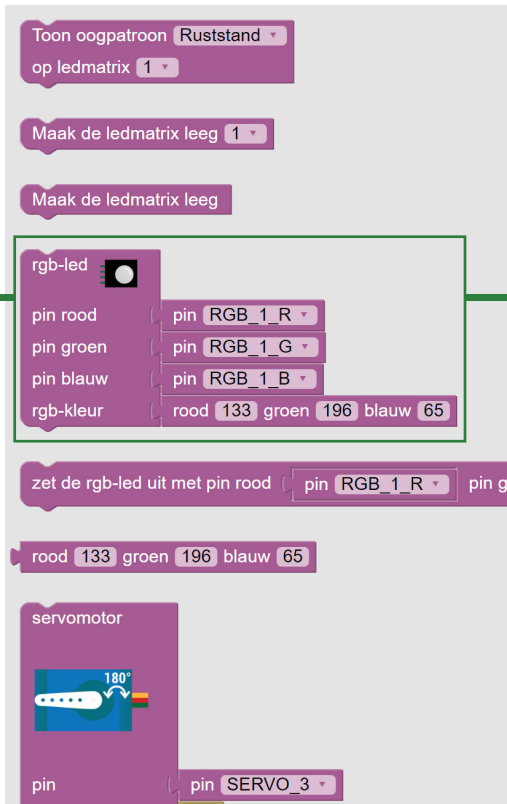 Toon oogpatroon Ruststand
op ledmatrix 1
Maak de ledmatrix leeg 1
Maak de ledmatrix leeg
rgb-led
pin rood pin RGB_1_R
pin groen pin RGB_1_G
pin blauw pin RGB_1_B
rgb-kleur rood 133 groen 196 blauw 65
zet de rgb-led uit met pin rood pin RGB_1_R pin g
rood 133 groen 196 blauw 65
servomotor
180°
pin pin SERVO_3